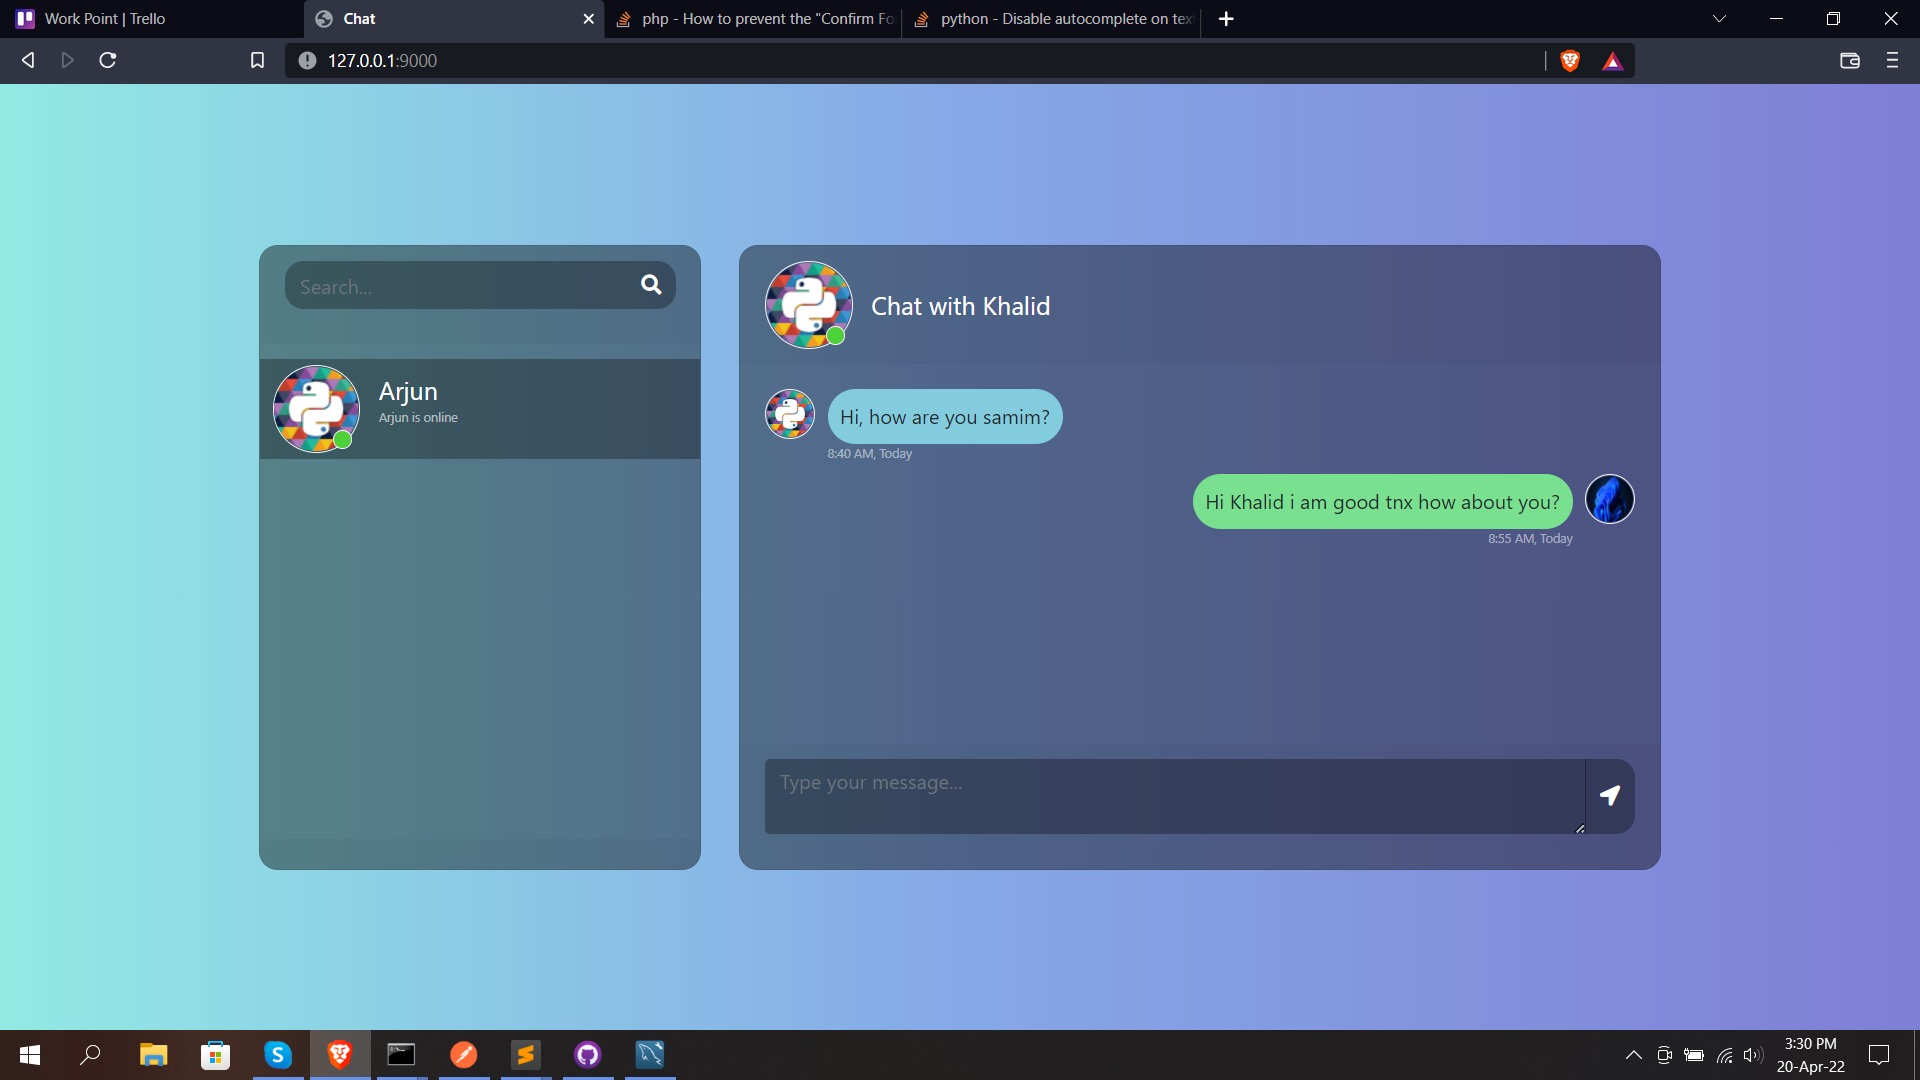 Work Point | Trello
Chat
php - How to prevent the "Confirm Fo
python - Disable autocomplete on tex
127.0.0.1:9000
Search...
Arjun
Arjun is online
Chat with Khalid
Hi, how are you samim?
8:40 AM, Today
Hi Khalid i am good tnx how about you?
8:55 AM, Today
Type your message...
3:30 PM
20-Apr-22